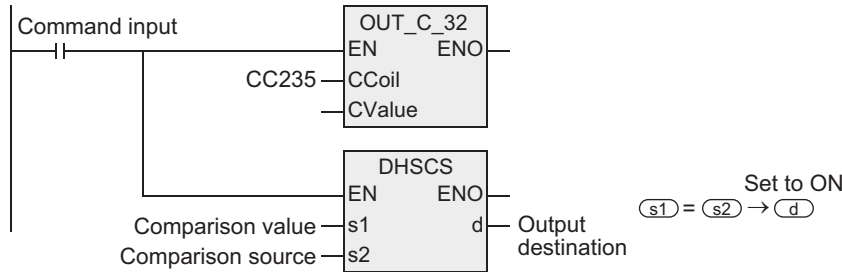 Command input
OUT_C_32
EN ENO
CC235 CCoil
CValue
DHSCS
EN ENO
Comparison value s1 d Output destination
Comparison source s2
Set to ON
s1 = s2 → d